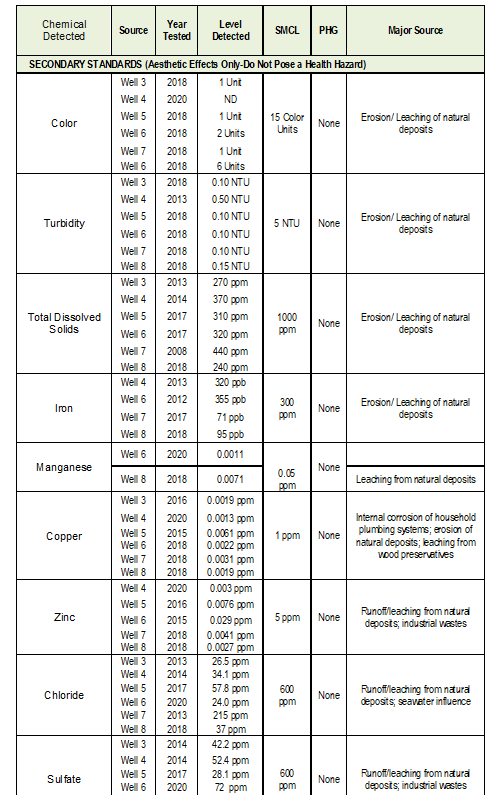 Chemical Detected Source Year Tested Level Detected SMCL PHG Major Source
SECONDARY STANDARDS (Aesthetic Effects Only-Do Not Pose a Health Hazard)
Color
Well 3 2018 1 Unit
Well 4 2020 ND
Well 5 2018 1 Unit
Well 6 2018 2 Units
Well 7 2018 1 Unit
Well 6 2018 6 Units
15 Color
Units
None
Erosion/ Leaching of natural
deposits
Turbidity
Well 3 2018 0.10 NTU
Well 4 2013 0.50 NTU
Well 5 2018 0.10 NTU
Well 6 2018 0.10 NTU
Well 7 2018 0.10 NTU
Well 8 2018 0.15 NTU
5 NTU
None
Erosion/ Leaching of natural
deposits
Total Dissolved
Solids
Well 3 2013 270 ppm
Well 4 2014 370 ppm
Well 5 2017 310 ppm
Well 6 2017 320 ppm
Well 7 2008 440 ppm
Well 8 2018 240 ppm
1000
ppm
None
Erosion/ Leaching of natural
deposits
Iron
Well 4 2013 320 ppb
Well 6 2012 355 ppb
Well 7 2017 71 ppb
Well 8 2018 95 ppb
300
ppm
None
Erosion/ Leaching of natural
deposits
Manganese
Well 6 2020 0.0011
Well 8 2018 0.0071
0.05
ppm
None
Leaching from natural deposits
Copper
Well 3 2016 0.0019 ppm
Well 4 2020 0.0013 ppm
Well 5 2015 0.0061 ppm
Well 6 2018 0.0022 ppm
Well 7 2018 0.0031 ppm
Well 8 2018 0.0019 ppm
1 ppm
None
Internal corrosion of household
plumbing systems; erosion of
natural deposits; leaching from
wood preservatives
Zinc
Well 4 2020 0.003 ppm
Well 5 2016 0.0076 ppm
Well 6 2015 0.029 ppm
Well 7 2018 0.0041 ppm
Well 8 2018 0.0027 ppm
5 ppm
None
Runoff/leaching from natural
deposits; industrial wastes
Chloride
Well 3 2013 26.5 ppm
Well 4 2014 34.1 ppm
Well 5 2017 57.8 ppm
Well 6 2020 24.0 ppm
Well 7 2013 215 ppm
Well 8 2018 37 ppm
600
ppm
None
Runoff/leaching from natural
deposits; seawater influence
Sulfate
Well 3 2014 42.2 ppm
Well 4 2014 52.4 ppm
Well 5 2017 28.1 ppm
Well 6 2020 72 ppm
600
ppm
None
Runoff/leaching from natural
deposits; industrial wastes